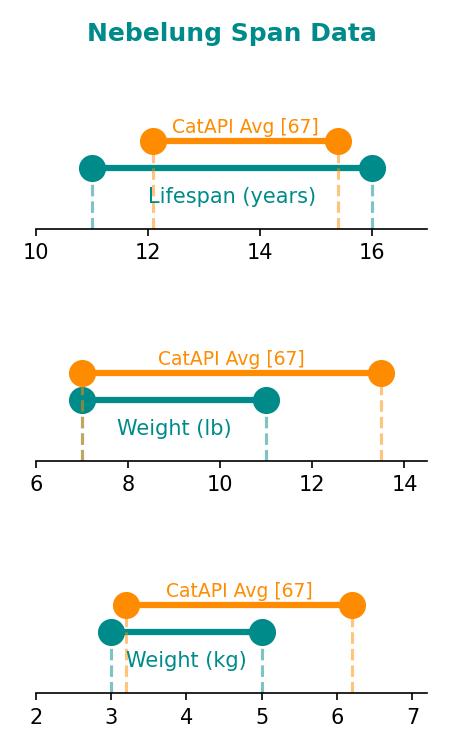 Nebelung Span Data
CatAPI Avg [67]
Lifespan (years)
10 12 14 16
CatAPI Avg [67]
Weight (lb)
6 8 10 12 14
CatAPI Avg [67]
Weight (kg)
2 3 4 5 6 7